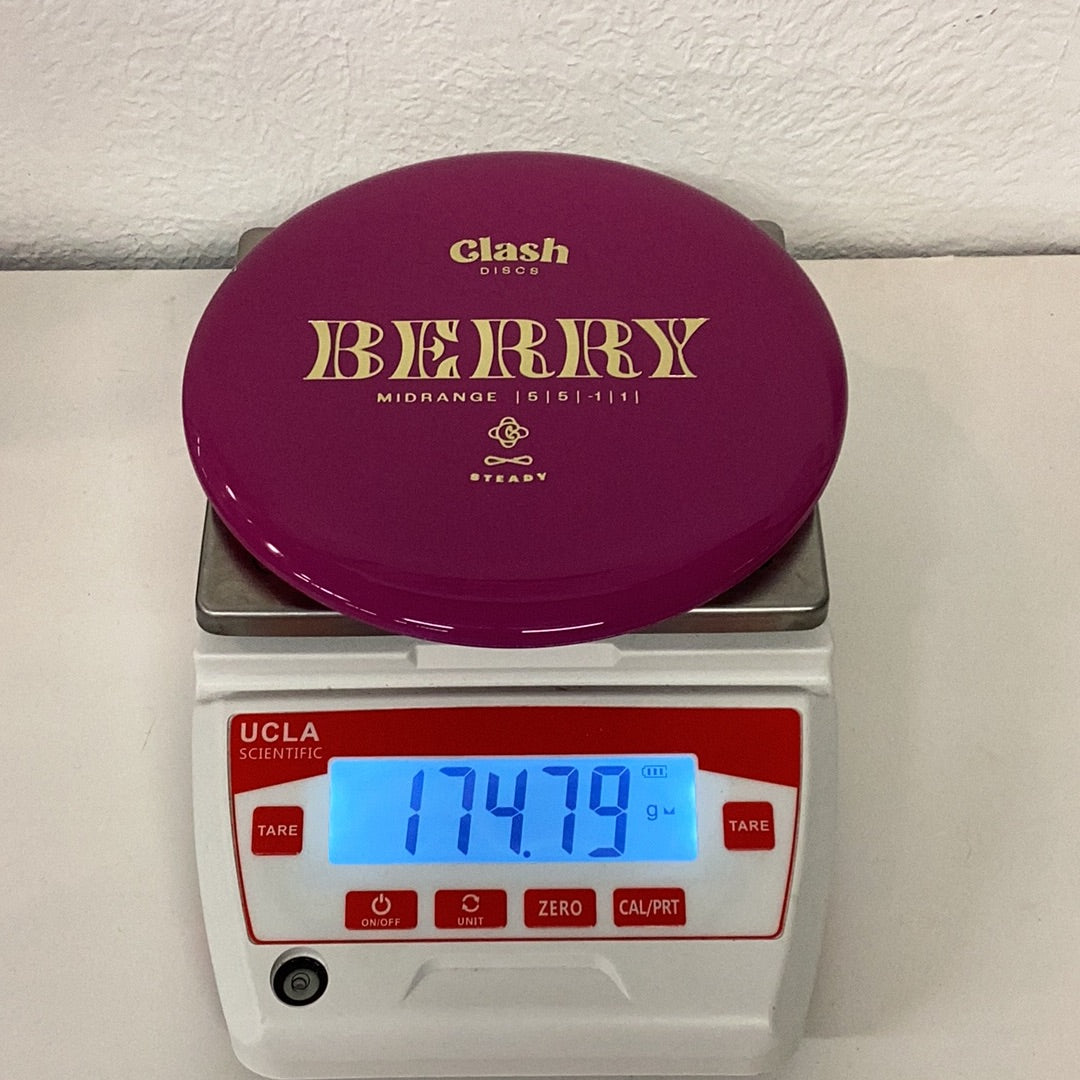 Clash
DISCS
BERRY
MIDRANGE |5|5|-1|1|
STEADY
UCLA
SCIENTIFIC
174.79 g
TARE
TARE
ON/OFF
UNIT
ZERO
CAL/PRT